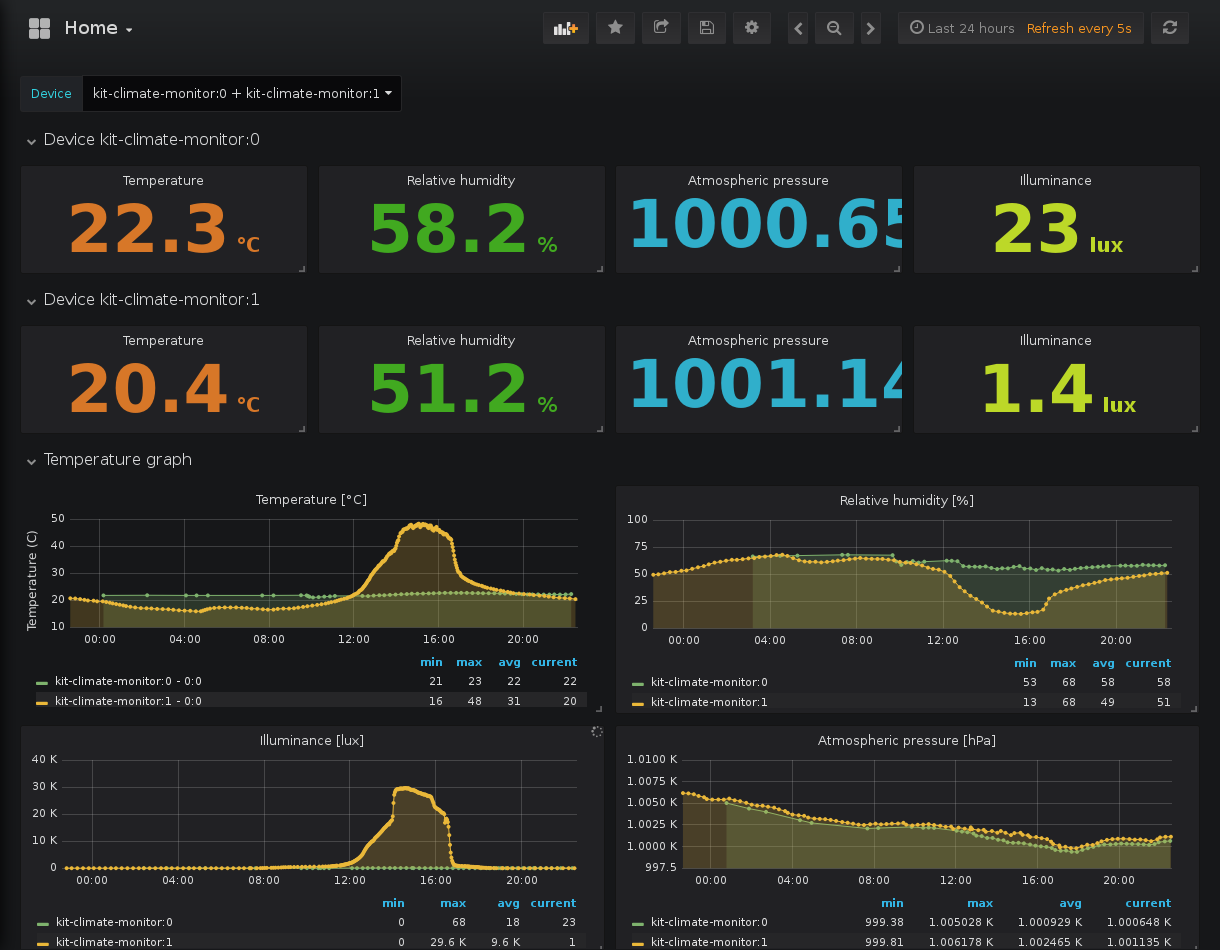 Home
Last 24 hours Refresh every 5s
Device kit-climate-monitor:0 + kit-climate-monitor:1
Device kit-climate-monitor:0
Temperature Relative humidity Atmospheric pressure Illuminance
22.3 °C 58.2 % 1000.65 23 lux
Device kit-climate-monitor:1
Temperature Relative humidity Atmospheric pressure Illuminance
20.4 °C 51.2 % 1001.14 1.4 lux
Temperature graph
Temperature [°C]
Temperature (C)
50
40
30
20
10
00:00 04:00 08:00 12:00 16:00 20:00
min max avg current
kit-climate-monitor:0 - 0:0 21 23 22 22
kit-climate-monitor:1 - 0:0 16 48 31 20
Relative humidity [%]
100
75
50
25
0
00:00 04:00 08:00 12:00 16:00 20:00
min max avg current
kit-climate-monitor:0 53 68 58 58
kit-climate-monitor:1 13 68 49 51
Illuminance [lux]
40 K
30 K
20 K
10 K
0
00:00 04:00 08:00 12:00 16:00 20:00
min max avg current
kit-climate-monitor:0 0 68 18 23
kit-climate-monitor:1 0 29.6 K 9.6 K 1
Atmospheric pressure [hPa]
1.0100 K
1.0075 K
1.0050 K
1.0025 K
1.0000 K
997.5
00:00 04:00 08:00 12:00 16:00 20:00
min max avg current
kit-climate-monitor:0 999.38 1.005028 K 1.000929 K 1.000648 K
kit-climate-monitor:1 999.81 1.006178 K 1.002465 K 1.001135 K